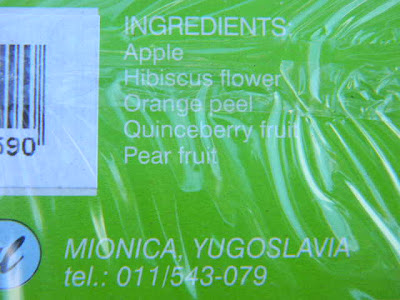 INGREDIENTS:
Apple
Hibiscus flower
Orange peel
Quinceberry fruit
Pear fruit
590
MIONICA, YUGOSLAVIA
tel.: 011/543-079